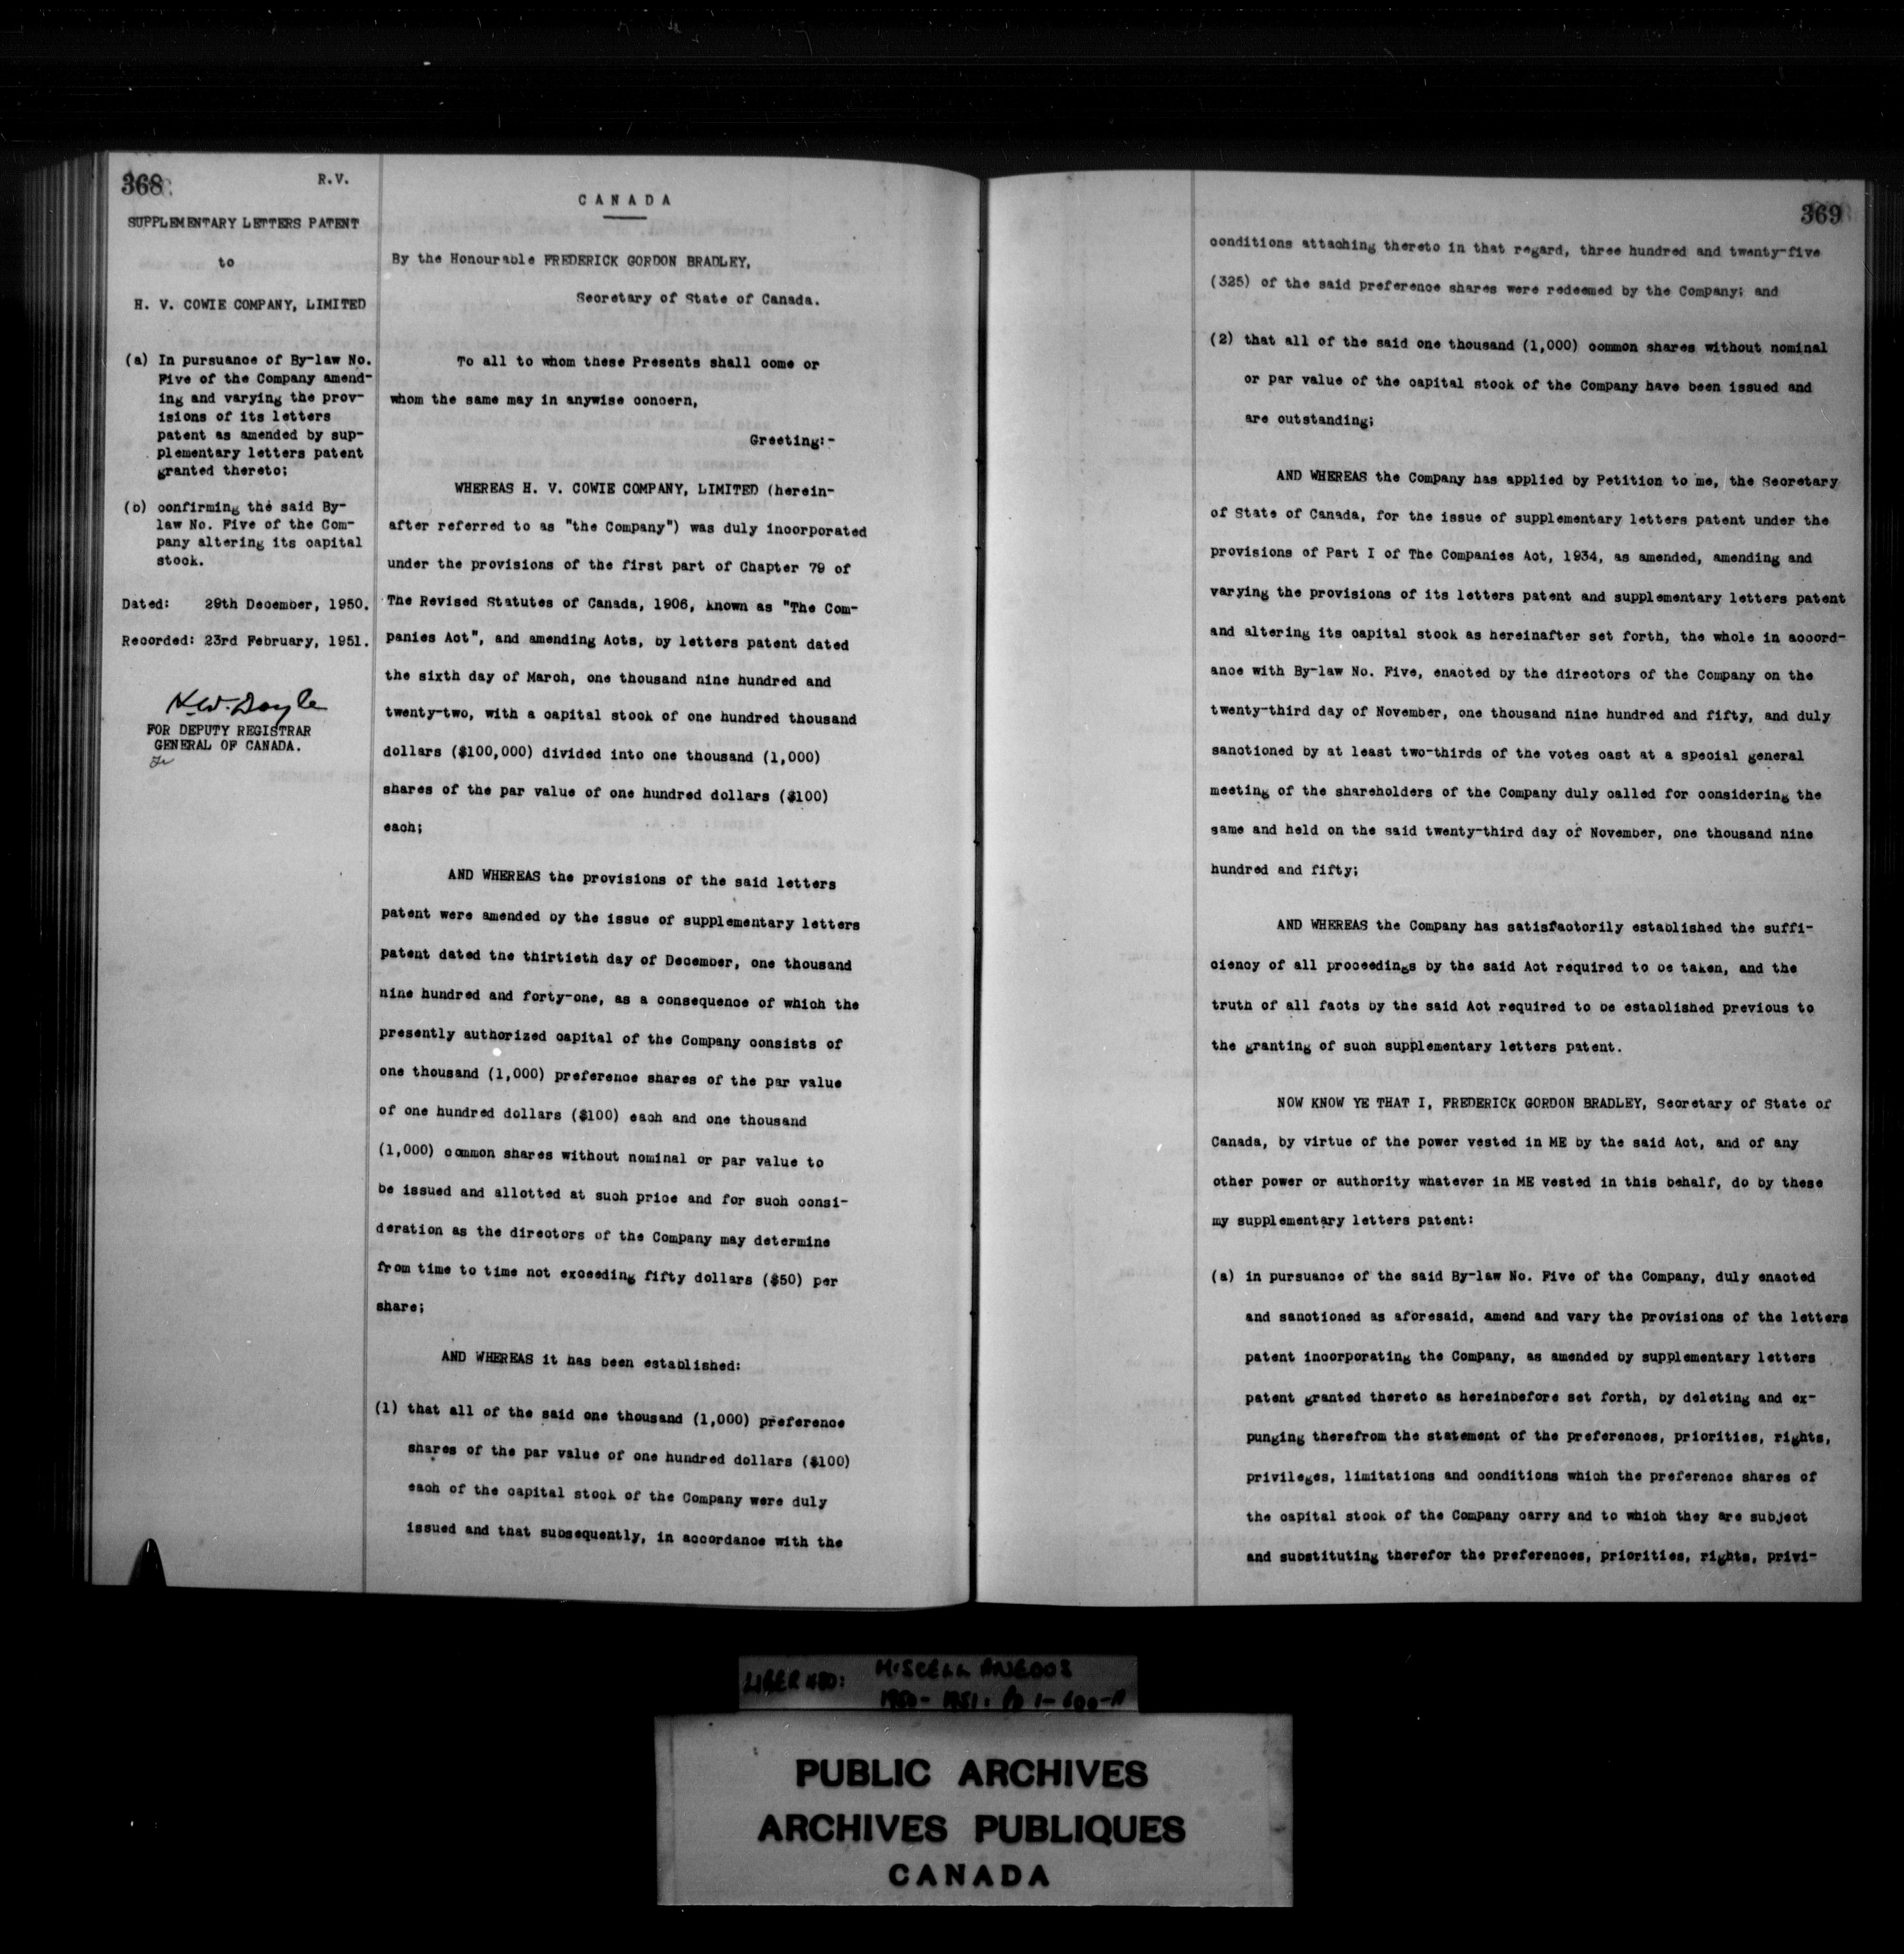 368
R.V.
SUPPLEMENTARY LETTERS PATENT
to
H. V. COWIE COMPANY, LIMITED
(a) In pursuance of By-law No.
Five of the Company amend-
ing and varying the prov-
isions of its letters
patent as amended by sup-
plementary letters patent
granted thereto;
(b) confirming the said By-
law No. Five of the Com-
pany altering its capital
stock.
Dated: 29th December, 1950.
Recorded: 23rd February, 1951.
K.W. Doyle
FOR DEPUTY REGISTRAR
GENERAL OF CANADA.
CANADA
By the Honourable FREDERICK GORDON BRADLEY,
Secretary of State of Canada.
To all to whom these Presents shall come or
whom the same may in anywise concern,
Greeting:-
WHEREAS H. V. COWIE COMPANY, LIMITED (herein-
after referred to as "the Company") was duly incorporated
under the provisions of the first part of Chapter 79 of
The Revised Statutes of Canada, 1906, known as "The Com-
panies Act", and amending Acts, by letters patent dated
the sixth day of March, one thousand nine hundred and
twenty-two, with a capital stock of one hundred thousand
dollars ($100,000) divided into one thousand (1,000)
shares of the par value of one hundred dollars ($100)
each;
AND WHEREAS the provisions of the said letters
patent were amended by the issue of supplementary letters
patent dated the thirtieth day of December, one thousand
nine hundred and forty-one, as a consequence of which the
presently authorized capital of the Company consists of
one thousand (1,000) preference shares of the par value
of one hundred dollars ($100) each and one thousand
(1,000) common shares without nominal or par value to
be issued and allotted at such price and for such consi-
deration as the directors of the Company may determine
from time to time not exceeding fifty dollars ($50) per
share;
AND WHEREAS it has been established:
(1) that all of the said one thousand (1,000) preference
shares of the par value of one hundred dollars ($100)
each of the capital stock of the Company were duly
issued and that subsequently, in accordance with the
369
conditions attaching thereto in that regard, three hundred and twenty-five
(325) of the said preference shares were redeemed by the Company; and
(2) that all of the said one thousand (1,000) common shares without nominal
or par value of the capital stock of the Company have been issued and
are outstanding;
AND WHEREAS the Company has applied by Petition to me, the Secretary
of State of Canada, for the issue of supplementary letters patent under the
provisions of Part I of The Companies Act, 1934, as amended, amending and
varying the provisions of its letters patent and supplementary letters patent
and altering its capital stock as hereinafter set forth, the whole in accord-
ance with By-law No. Five, enacted by the directors of the Company on the
twenty-third day of November, one thousand nine hundred and fifty, and duly
sanctioned by at least two-thirds of the votes cast at a special general
meeting of the shareholders of the Company duly called for considering the
same and held on the said twenty-third day of November, one thousand nine
hundred and fifty;
AND WHEREAS the Company has satisfactorily established the suffi-
ciency of all proceedings by the said Act required to be taken, and the
truth of all facts by the said Act required to be established previous to
the granting of such supplementary letters patent.
NOW KNOW YE THAT I, FREDERICK GORDON BRADLEY, Secretary of State of
Canada, by virtue of the power vested in ME by the said Act, and of any
other power or authority whatever in ME vested in this behalf, do by these
my supplementary letters patent:
(a) in pursuance of the said By-law No. Five of the Company, duly enacted
and sanctioned as aforesaid, amend and vary the provisions of the letters
patent incorporating the Company, as amended by supplementary letters
patent granted thereto as hereinbefore set forth, by deleting and ex-
punging therefrom the statement of the preferences, priorities, rights,
privileges, limitations and conditions which the preference shares of
the capital stock of the Company carry and to which they are subject
and substituting therefor the preferences, priorities, rights, privi-
LIBER 480: MISCELLANEOUS
1950-1951: 1-600-A
PUBLIC ARCHIVES
ARCHIVES PUBLIQUES
CANADA